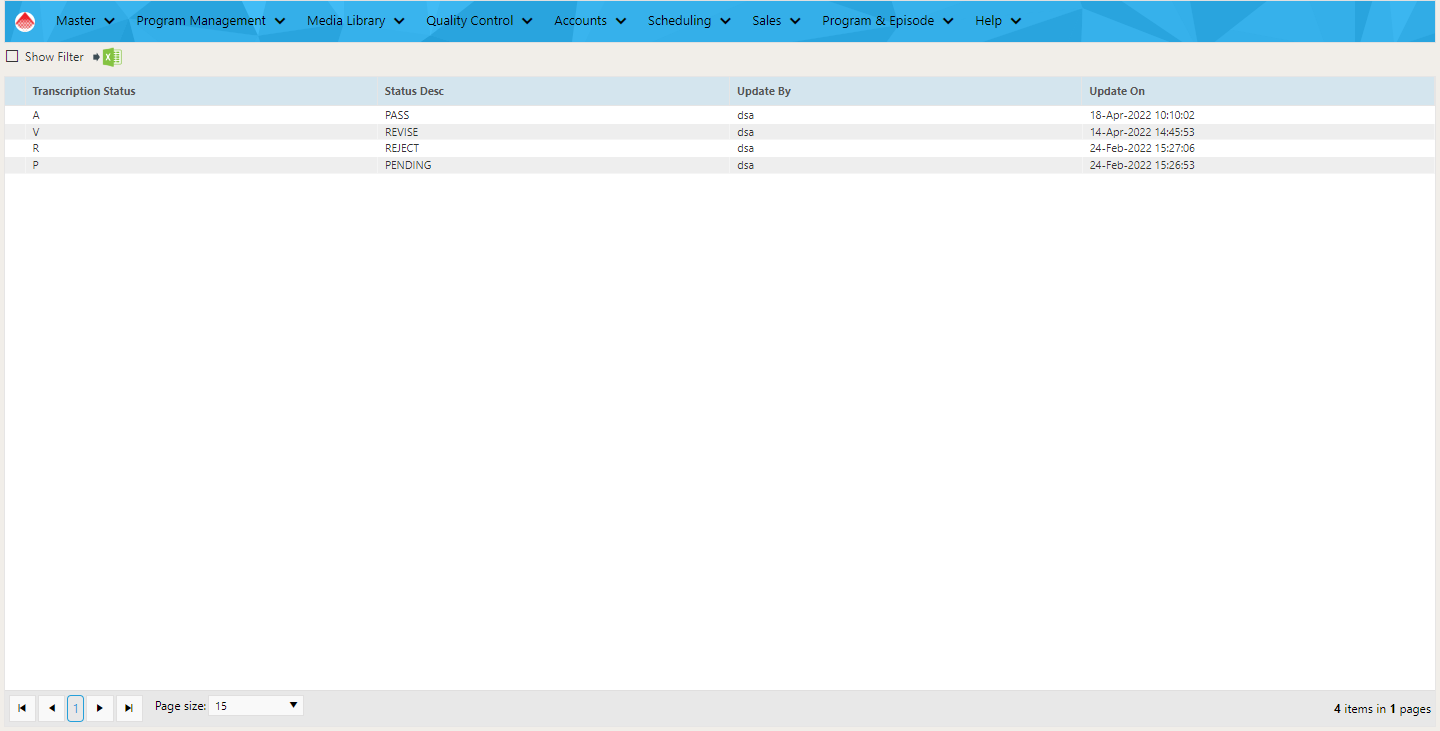 Master Program Management Media Library Quality Control Accounts Scheduling Sales Program & Episode Help
Show Filter
Transcription Status Status Desc Update By Update On
A PASS dsa 18-Apr-2022 10:10:02
V REVISE dsa 14-Apr-2022 14:45:53
R REJECT dsa 24-Feb-2022 15:27:06
P PENDING dsa 24-Feb-2022 15:26:53
1 Page size: 15 4 items in 1 pages